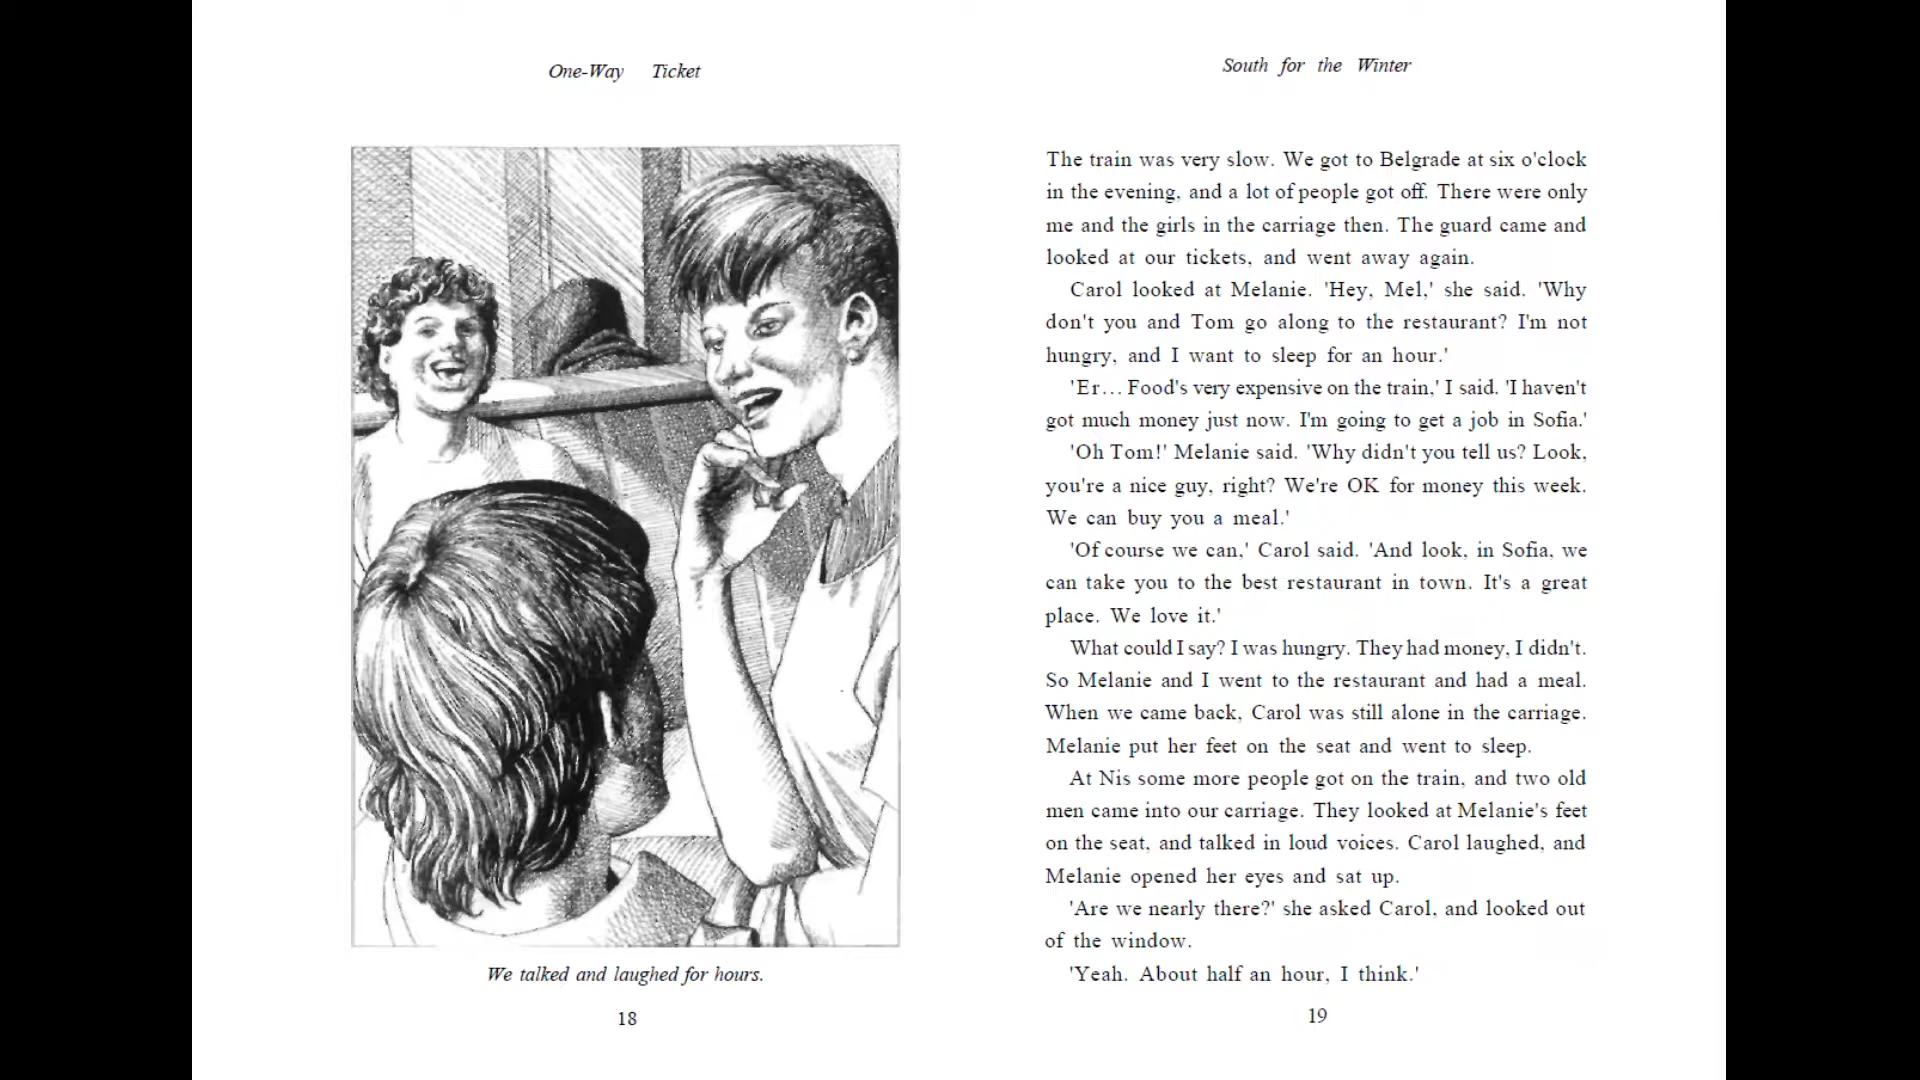 One-Way Ticket
We talked and laughed for hours.
18
South for the Winter
The train was very slow. We got to Belgrade at six o'clock
in the evening, and a lot of people got off. There were only
me and the girls in the carriage then. The guard came and
looked at our tickets, and went away again.
Carol looked at Melanie. 'Hey, Mel,' she said. 'Why
don't you and Tom go along to the restaurant? I'm not
hungry, and I want to sleep for an hour.'
'Er... Food's very expensive on the train,' I said. 'I haven't
got much money just now. I'm going to get a job in Sofia.'
'Oh Tom!' Melanie said. 'Why didn't you tell us? Look,
you're a nice guy, right? We're OK for money this week.
We can buy you a meal.'
'Of course we can,' Carol said. 'And look, in Sofia, we
can take you to the best restaurant in town. It's a great
place. We love it.'
What could I say? I was hungry. They had money, I didn't.
So Melanie and I went to the restaurant and had a meal.
When we came back, Carol was still alone in the carriage.
Melanie put her feet on the seat and went to sleep.
At Nis some more people got on the train, and two old
men came into our carriage. They looked at Melanie's feet
on the seat, and talked in loud voices. Carol laughed, and
Melanie opened her eyes and sat up.
'Are we nearly there?' she asked Carol, and looked out
of the window.
'Yeah. About half an hour, I think.'
19